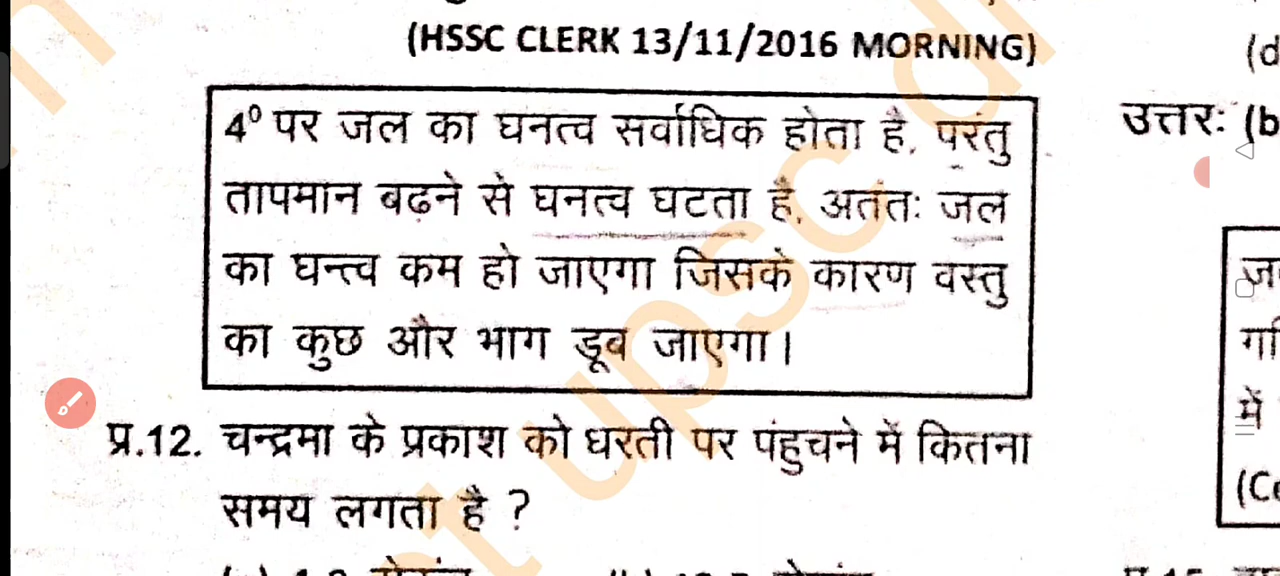 (HSSC CLERK 13/11/2016 MORNING)
4⁰ पर जल का घनत्व सर्वाधिक होता है, परंतु
तापमान बढ़ने से घनत्व घटता है, अतंतः जल
का घन्त्व कम हो जाएगा जिसके कारण वस्तु
का कुछ और भाग डूब जाएगा।
प्र.12. चन्द्रमा के प्रकाश को धरती पर पंहुचने में कितना
समय लगता है ?
(d
उत्तरः (b
में
upsc